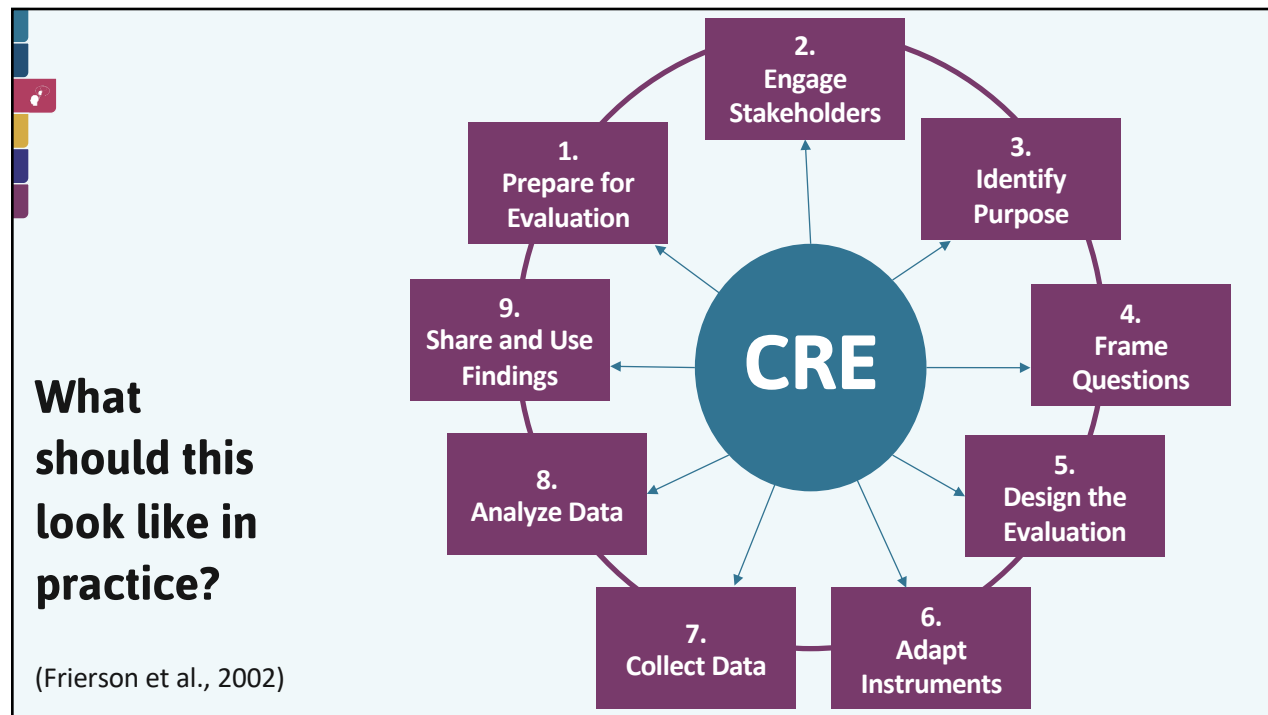 What
should this
look like in
practice?
(Frierson et al., 2002)
CRE
1.
Prepare for
Evaluation
2.
Engage
Stakeholders
3.
Identify
Purpose
4.
Frame
Questions
5.
Design the
Evaluation
6.
Adapt
Instruments
7.
Collect Data
8.
Analyze Data
9.
Share and Use
Findings